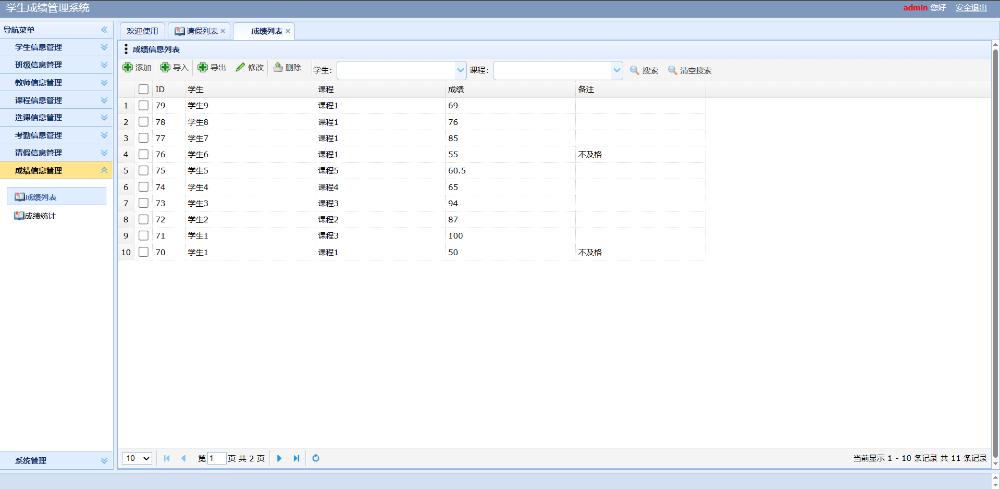 学生成绩管理系统
admin 您好 安全退出
导航菜单
学生信息管理
班级信息管理
教师信息管理
课程信息管理
选课信息管理
考勤信息管理
请假信息管理
成绩信息管理
成绩列表
成绩统计
系统管理
欢迎使用 请假列表 成绩列表
成绩信息列表
添加 导入 导出 修改 删除 学生: 课程: 搜索 清空搜索
ID 学生 课程 成绩 备注
1 79 学生9 课程1 69
2 78 学生8 课程1 76
3 77 学生7 课程1 85
4 76 学生6 课程1 55 不及格
5 75 学生5 课程5 60.5
6 74 学生4 课程4 65
7 73 学生3 课程3 94
8 72 学生2 课程2 87
9 71 学生1 课程3 100
10 70 学生1 课程1 50 不及格
10 第 1 页 共 2 页 当前显示 1 - 10 条记录 共 11 条记录